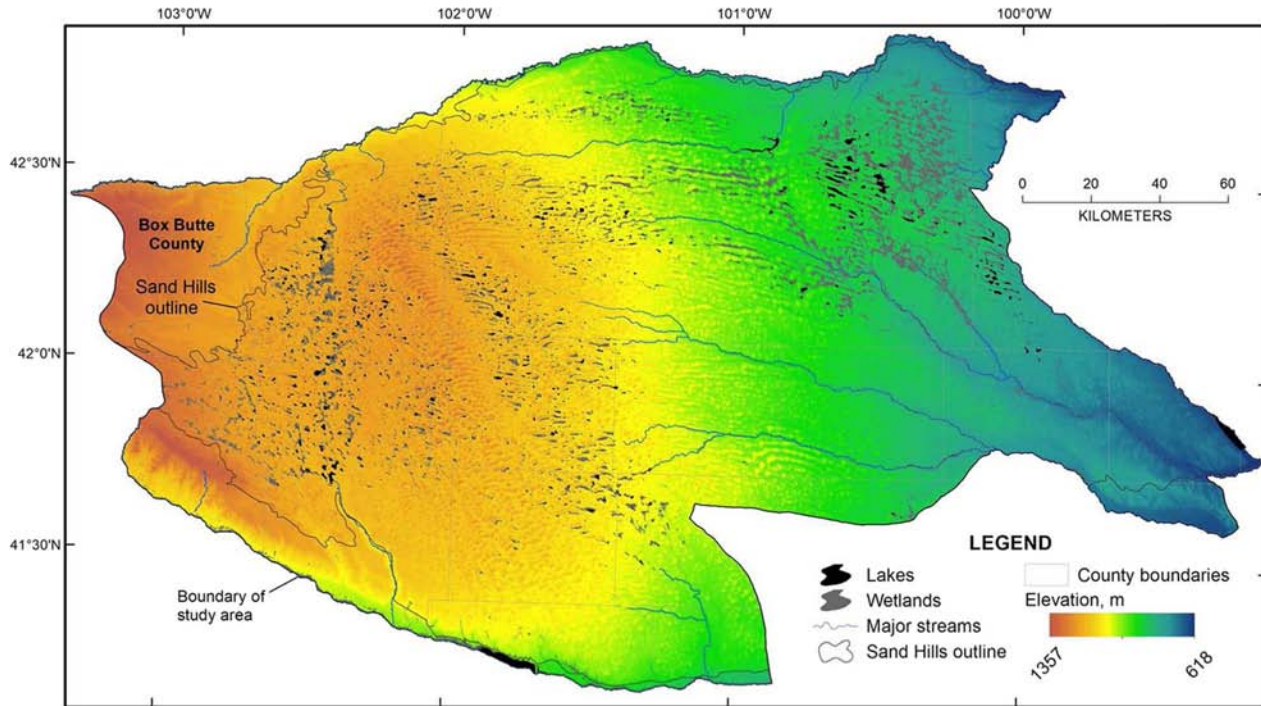 103°0'W
102°0'W
101°0'W
100°0'W
42°30'N
42°0'N
41°30'N
Box Butte
County
Sand Hills
outline
Boundary of
study area
0 20 40 60
KILOMETERS
LEGEND
Lakes
Wetlands
Major streams
Sand Hills outline
County boundaries
Elevation, m
1357
618